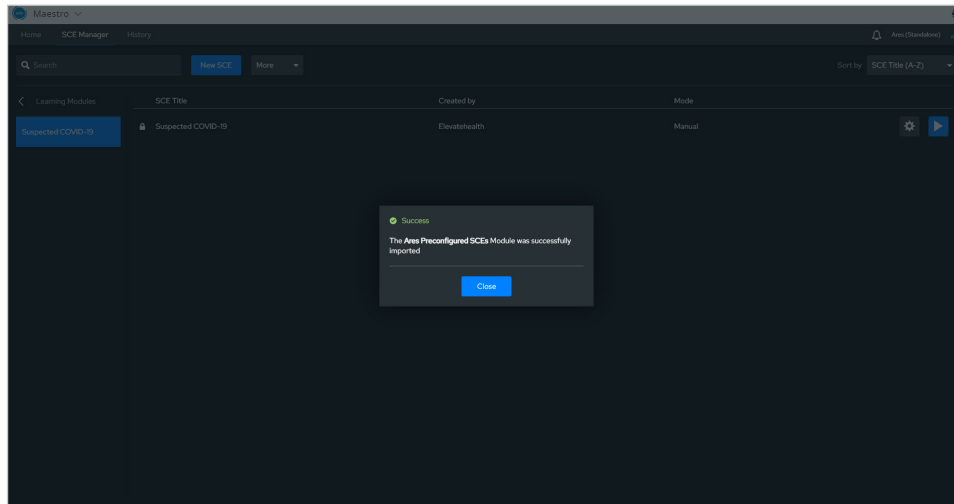 Maestro
Home SCE Manager History Ares (Standalone)
Search New SCE More Sort by SCE Title (A-Z)
Learning Modules SCE Title Created by Mode
Suspected COVID-19 Suspected COVID-19 Elevatehealth Manual
Success
The Ares Preconfigured SCEs Module was successfully
imported
Close